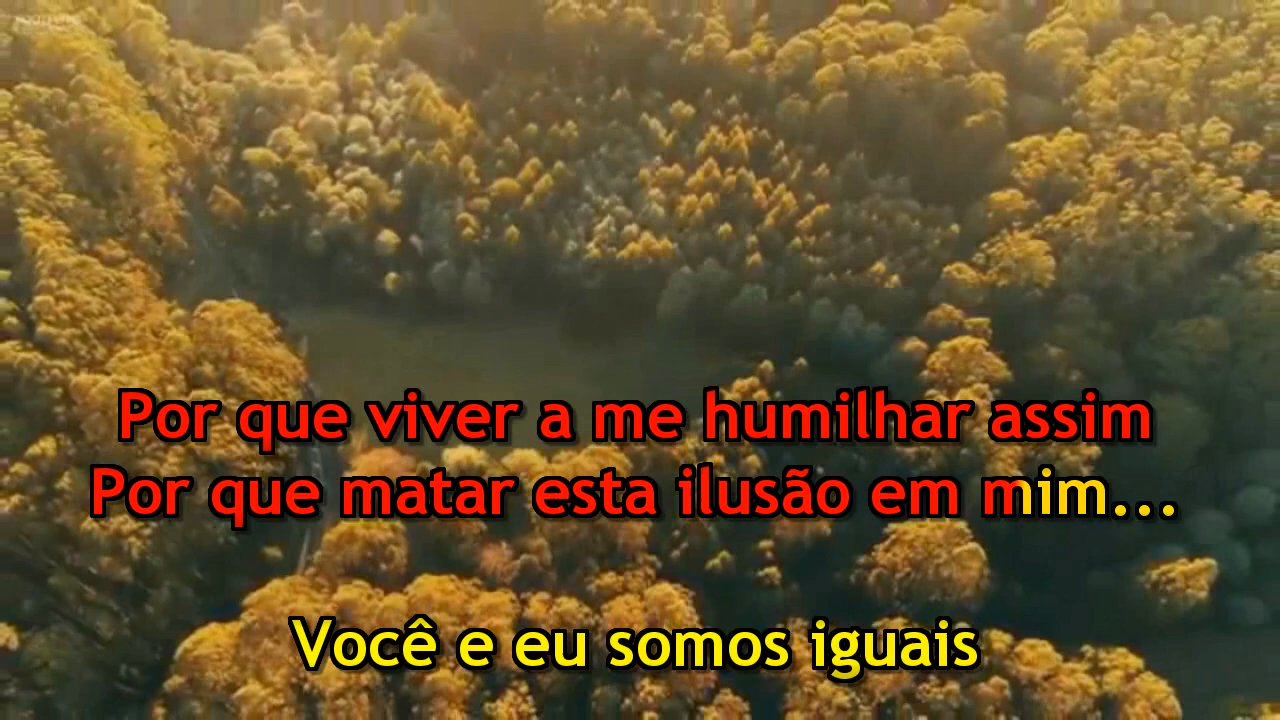 Por que viver a me humilhar assim
Por que matar esta ilusão em mim...
Você e eu somos iguais